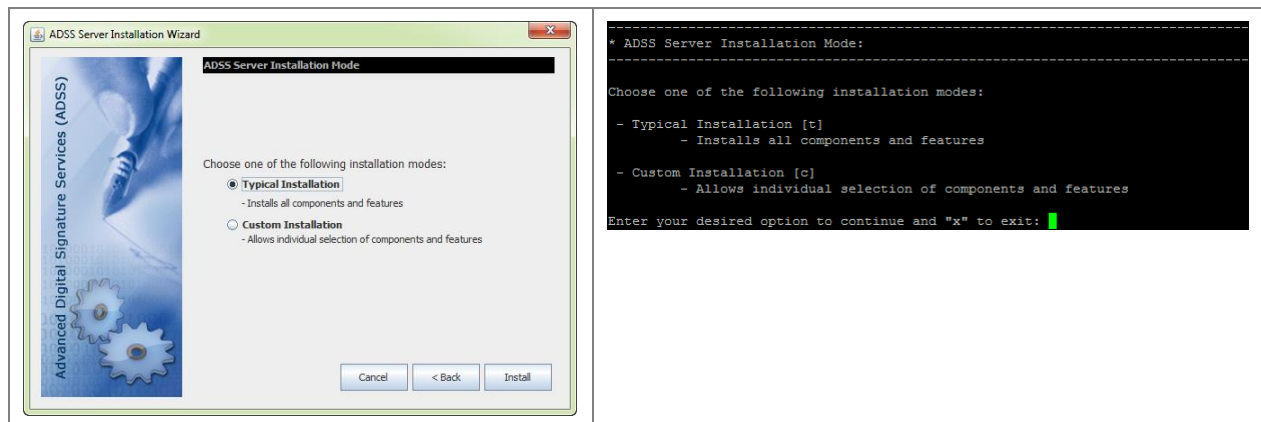 ADSS Server Installation Wizard
Advanced Digital Signature Services (ADSS)
ADSS Server Installation Mode
Choose one of the following installation modes:
Typical Installation
- Installs all components and features
Custom Installation
- Allows individual selection of components and features
Cancel
< Back
Install
* ADSS Server Installation Mode:
Choose one of the following installation modes:
- Typical Installation [t]
- Installs all components and features
- Custom Installation [c]
- Allows individual selection of components and features
Enter your desired option to continue and "x" to exit: